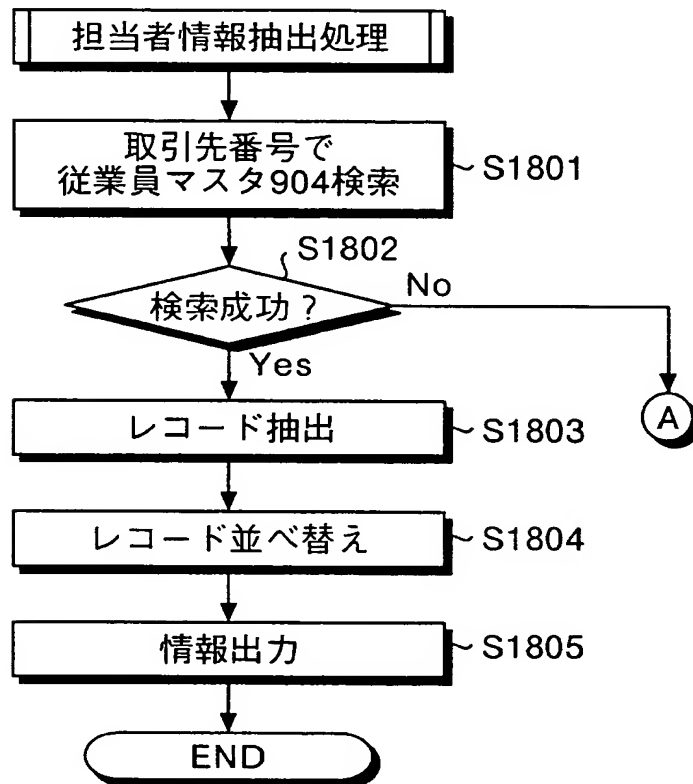 担当者情報抽出処理
取引先番号で
従業員マスタ904検索
S1801
S1802
検索成功?
No
Yes
A
レコード抽出
S1803
レコード並べ替え
S1804
情報出力
S1805
END